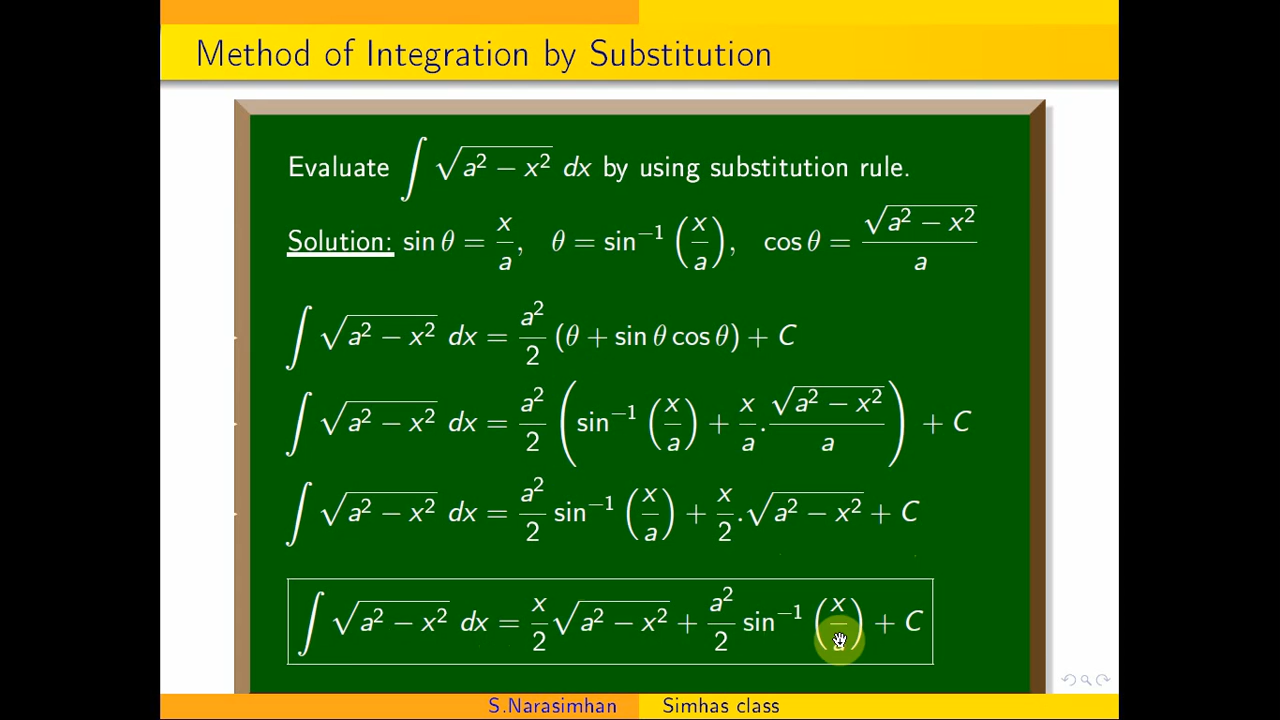 Method of Integration by Substitution
Evaluate ∫ √(a² − x²) dx by using substitution rule.
Solution: sin θ = x/a, θ = sin⁻¹ (x/a), cos θ = √(a² − x²)/a
∫ √(a² − x²) dx = a²/2 (θ + sin θ cos θ) + C
∫ √(a² − x²) dx = a²/2 (sin⁻¹ (x/a) + x/a . √(a² − x²)/a) + C
∫ √(a² − x²) dx = a²/2 sin⁻¹ (x/a) + x/2 . √(a² − x²) + C
∫ √(a² − x²) dx = x/2 √(a² − x²) + a²/2 sin⁻¹ (x/a) + C
S.Narasimhan Simhas class